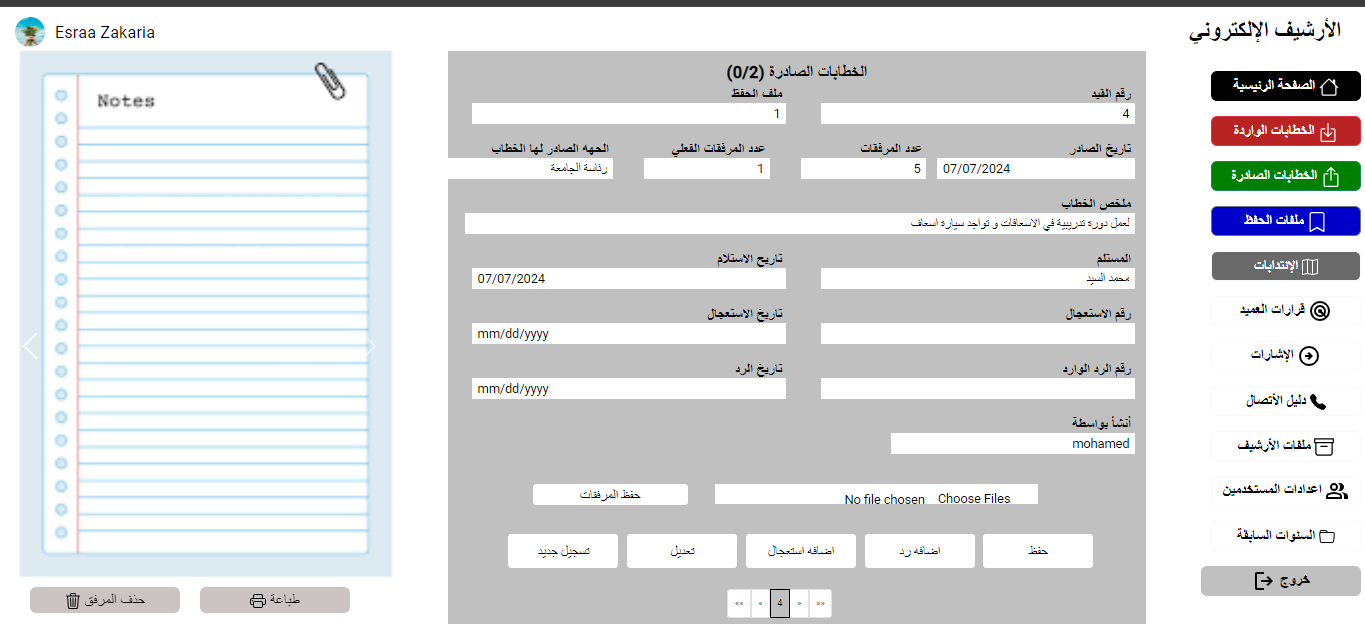 Esraa Zakaria
الأرشيف الإلكتروني
الصفحة الرئيسية
الخطابات الواردة
الخطابات الصادرة
ملفات الحفظ
الإنتدابات
قرارات العميد
الإشارات
دليل الأتصال
ملفات الأرشيف
اعدادات المستخدمين
السنوات السابقة
خروج
الخطابات الصادرة (0/2)
رقم القيد
4
ملف الحفظ
1
تاريخ الصادر
07/07/2024
عدد المرفقات
5
عدد المرفقات الفعلي
1
الجهه الصادر لها الخطاب
رئاسة الجامعة
ملخص الخطاب
لعمل دورة تدريبية في الاسعافات و تواجد سيارة اسعاف
المستلم
محمد السيد
تاريخ الاستلام
07/07/2024
رقم الاستعجال
تاريخ الاستعجال
mm/dd/yyyy
رقم الرد الوارد
تاريخ الرد
mm/dd/yyyy
أنشأ بواسطة
mohamed
No file chosen Choose Files
حفظ المرفقات
حفظ
اضافه رد
اضافه استعجال
تعديل
تسجيل جديد
«« « 4 » »»
Notes
طباعة
حذف المرفق